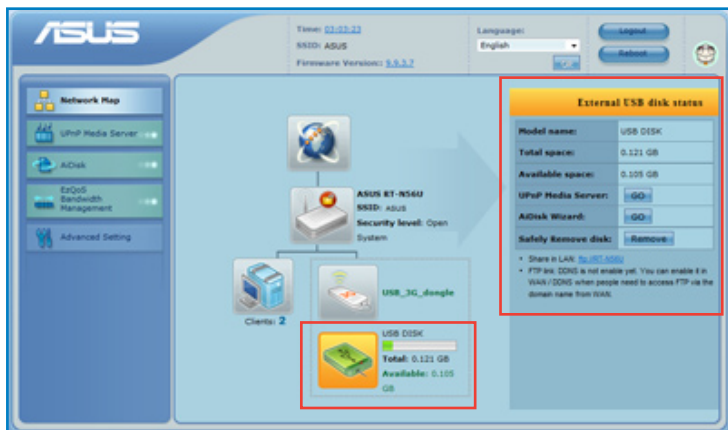 ASUS
Time: 03:03:23
SSID: ASUS
Firmware Version: 9.9.3.7
Language:
English
Logout
Reboot
Network Map
UPnP Media Server
AiDisk
EzQoS
Bandwidth
Management
Advanced Setting
ASUS RT-N56U
SSID: ASUS
Security level: Open
System
Clients: 2
USB_3G_dongle
USB DISK
Total: 0.121 GB
Available: 0.105
GB
External USB disk status
Model name: USB DISK
Total space: 0.121 GB
Available space: 0.105 GB
UPnP Media Server: GO
AiDisk Wizard: GO
Safely Remove disk: Remove
• Share in LAN: ftp://RT-N56U
• FTP link: DDNS is not enable yet. You can enable it in
WAN / DDNS when people need to access FTP via the
domain name from WAN.